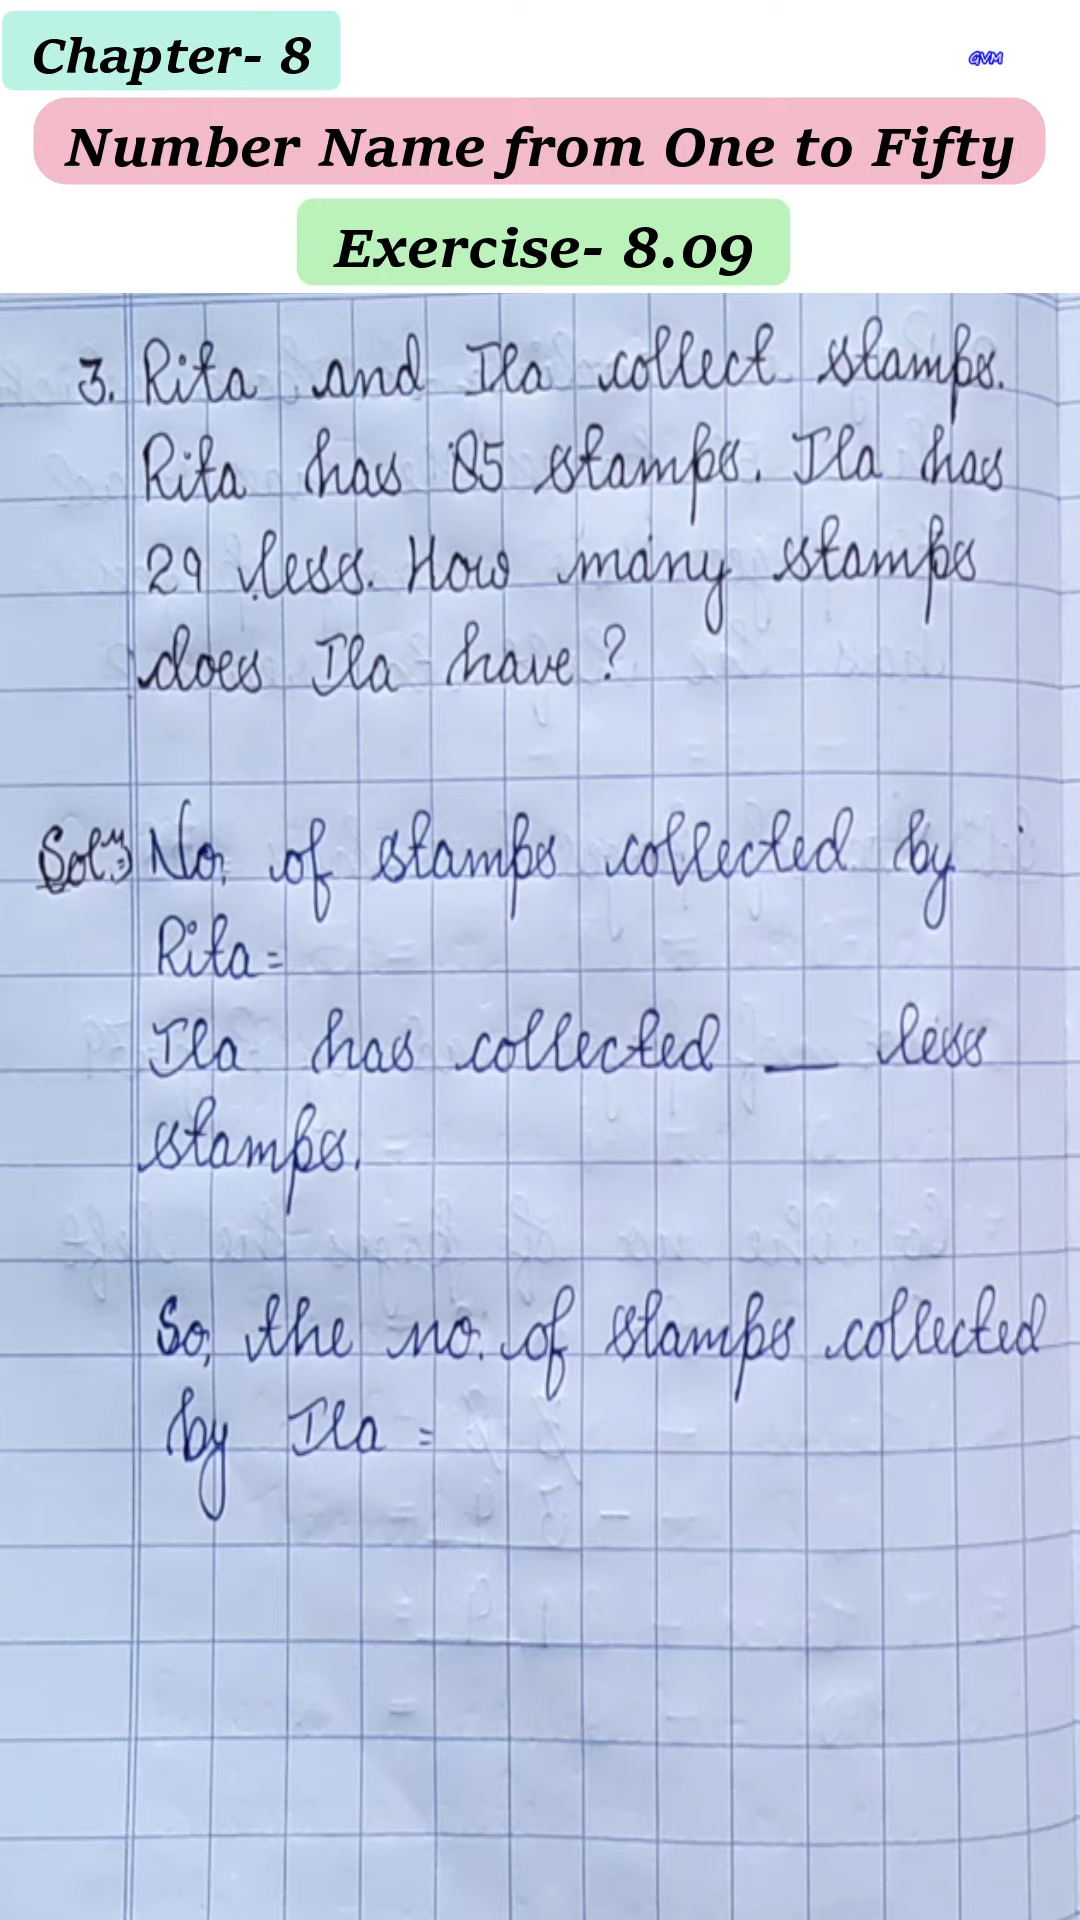 Chapter- 8
GVM
Number Name from One to Fifty
Exercise- 8.09
3. Rita and Ila collect stamps.
Rita has 85 stamps. Ila has
29 less. How many stamps
does Ila have?
Solⁿ:) No. of stamps collected by
Rita =
Ila has collected __ less
stamps.
So, the no. of stamps collected
by Ila =